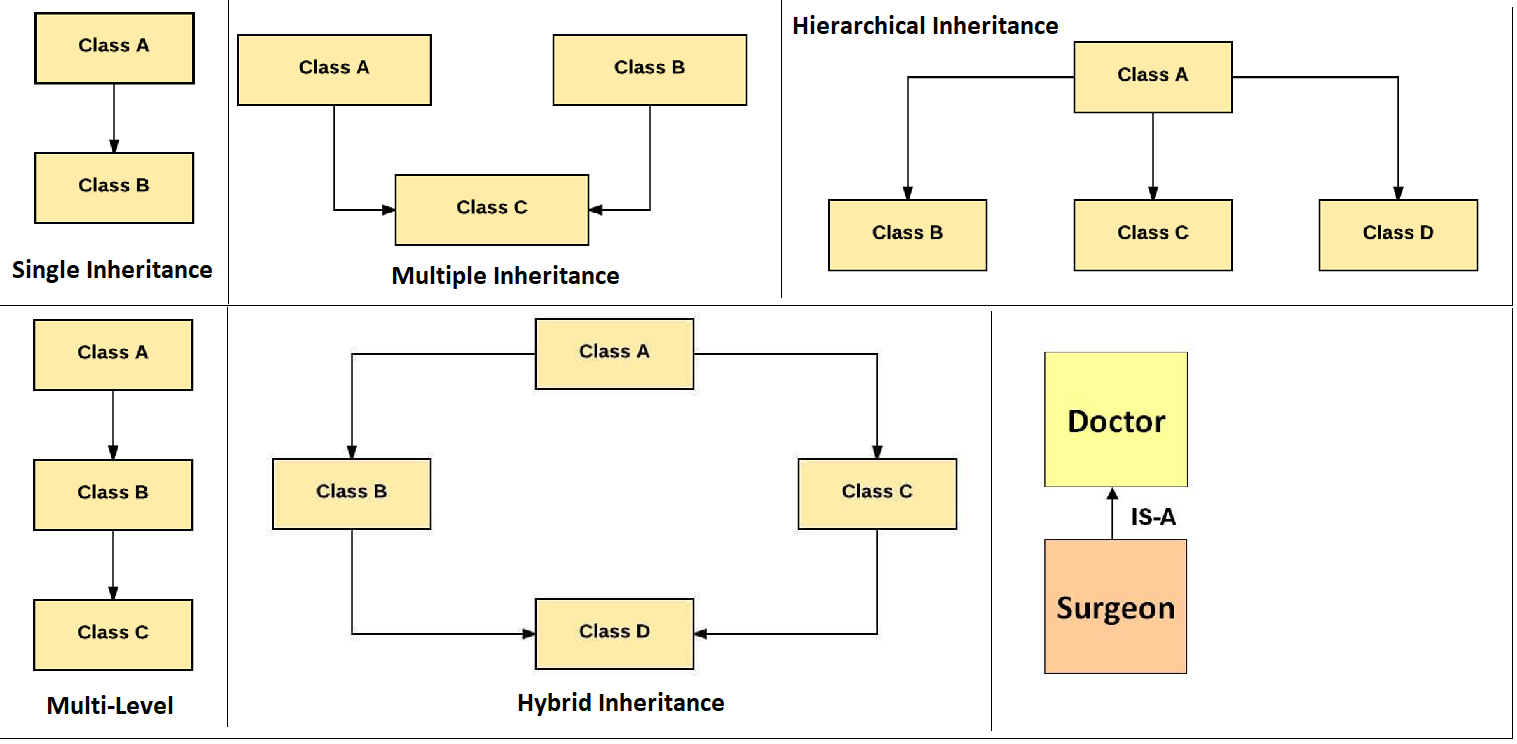 Class A
Class B
Single Inheritance
Class A
Class B
Class C
Multiple Inheritance
Hierarchical Inheritance
Class A
Class B
Class C
Class D
Class A
Class B
Class C
Multi-Level
Class A
Class B
Class C
Class D
Hybrid Inheritance
Doctor
IS-A
Surgeon